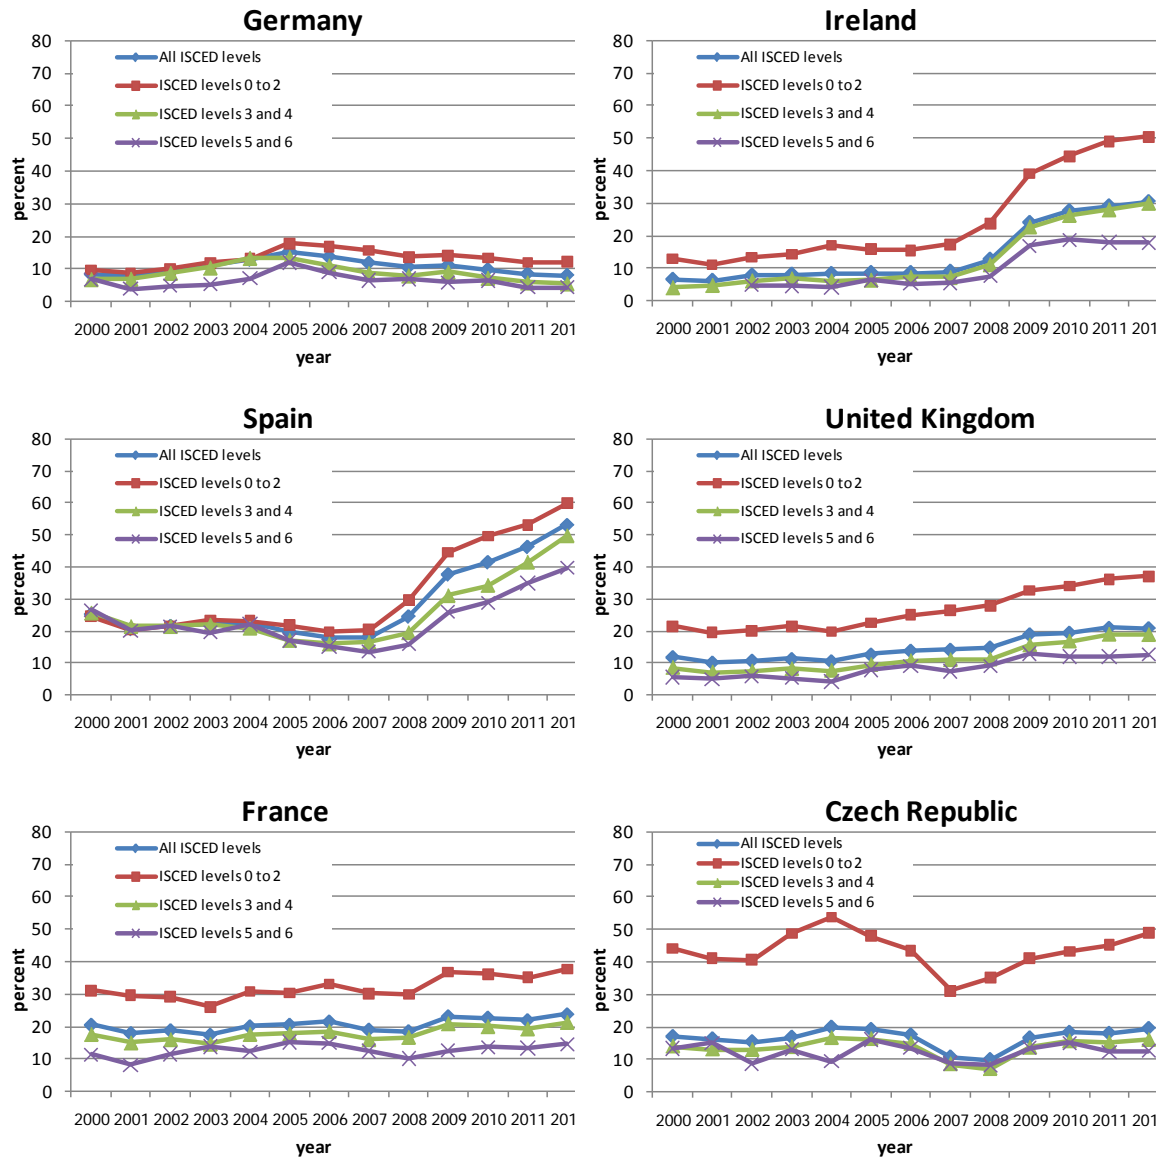 Germany
80
70
60
50
40
30
20
10
0
percent
All ISCED levels
ISCED levels 0 to 2
ISCED levels 3 and 4
ISCED levels 5 and 6
2000 2001 2002 2003 2004 2005 2006 2007 2008 2009 2010 2011 201
year
Ireland
80
70
60
50
40
30
20
10
0
percent
All ISCED levels
ISCED levels 0 to 2
ISCED levels 3 and 4
ISCED levels 5 and 6
2000 2001 2002 2003 2004 2005 2006 2007 2008 2009 2010 2011 201
year
Spain
80
70
60
50
40
30
20
10
0
percent
All ISCED levels
ISCED levels 0 to 2
ISCED levels 3 and 4
ISCED levels 5 and 6
2000 2001 2002 2003 2004 2005 2006 2007 2008 2009 2010 2011 201
year
United Kingdom
80
70
60
50
40
30
20
10
0
percent
All ISCED levels
ISCED levels 0 to 2
ISCED levels 3 and 4
ISCED levels 5 and 6
2000 2001 2002 2003 2004 2005 2006 2007 2008 2009 2010 2011 201
year
France
80
70
60
50
40
30
20
10
0
percent
All ISCED levels
ISCED levels 0 to 2
ISCED levels 3 and 4
ISCED levels 5 and 6
2000 2001 2002 2003 2004 2005 2006 2007 2008 2009 2010 2011 201
year
Czech Republic
80
70
60
50
40
30
20
10
0
percent
All ISCED levels
ISCED levels 0 to 2
ISCED levels 3 and 4
ISCED levels 5 and 6
2000 2001 2002 2003 2004 2005 2006 2007 2008 2009 2010 2011 201
year